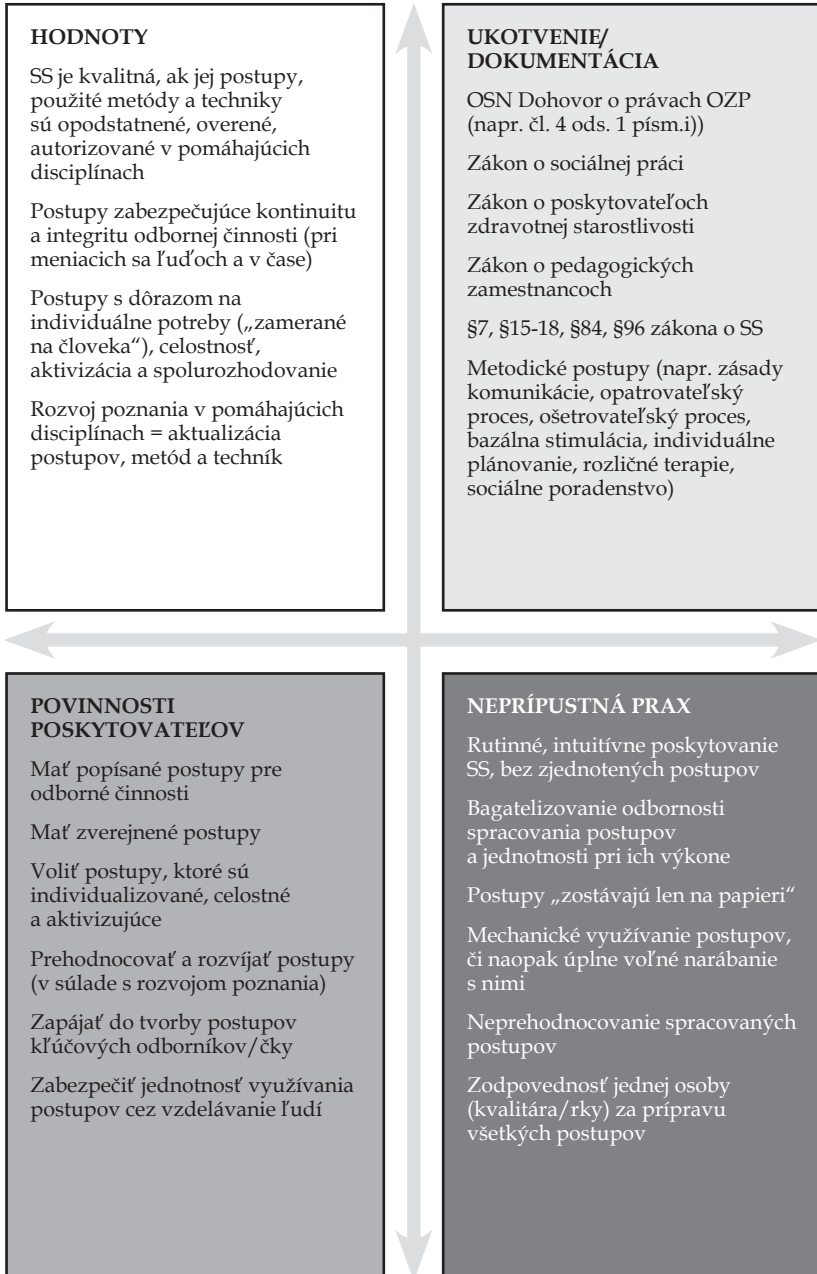 HODNOTY
SS je kvalitná, ak jej postupy,
použité metódy a techniky
sú opodstatnené, overené,
autorizované v pomáhajúcich
disciplínach
Postupy zabezpečujúce kontinuitu
a integritu odbornej činnosti (pri
meniacich sa ľuďoch a v čase)
Postupy s dôrazom na
individuálne potreby („zamerané
na človeka“), celostnosť,
aktivizácia a spolurozhodovanie
Rozvoj poznania v pomáhajúcich
disciplínach = aktualizácia
postupov, metód a techník
UKOTVENIE/
DOKUMENTÁCIA
OSN Dohovor o právach OZP
(napr. čl. 4 ods. 1 písm.i))
Zákon o sociálnej práci
Zákon o poskytovateľoch
zdravotnej starostlivosti
Zákon o pedagogických
zamestnancoch
§7, §15-18, §84, §96 zákona o SS
Metodické postupy (napr. zásady
komunikácie, opatrovateľský
proces, ošetrovateľský proces,
bazálna stimulácia, individuálne
plánovanie, rozličné terapie,
sociálne poradenstvo)
POVINNOSTI
POSKYTOVATEĽOV
Mať popísané postupy pre
odborné činnosti
Mať zverejnené postupy
Voliť postupy, ktoré sú
individualizované, celostné
a aktivizujúce
Prehodnocovať a rozvíjať postupy
(v súlade s rozvojom poznania)
Zapájať do tvorby postupov
kľúčových odborníkov/čky
Zabezpečiť jednotnosť využívania
postupov cez vzdelávanie ľudí
NEPRÍPUSTNÁ PRAX
Rutinné, intuitívne poskytovanie
SS, bez zjednotených postupov
Bagatelizovanie odbornosti
spracovania postupov
a jednotnosti pri ich výkone
Postupy „zostávajú len na papieri“
Mechanické využívanie postupov,
či naopak úplne voľné narábanie
s nimi
Neprehodnocovanie spracovaných
postupov
Zodpovednosť jednej osoby
(kvalitára/rky) za prípravu
všetkých postupov